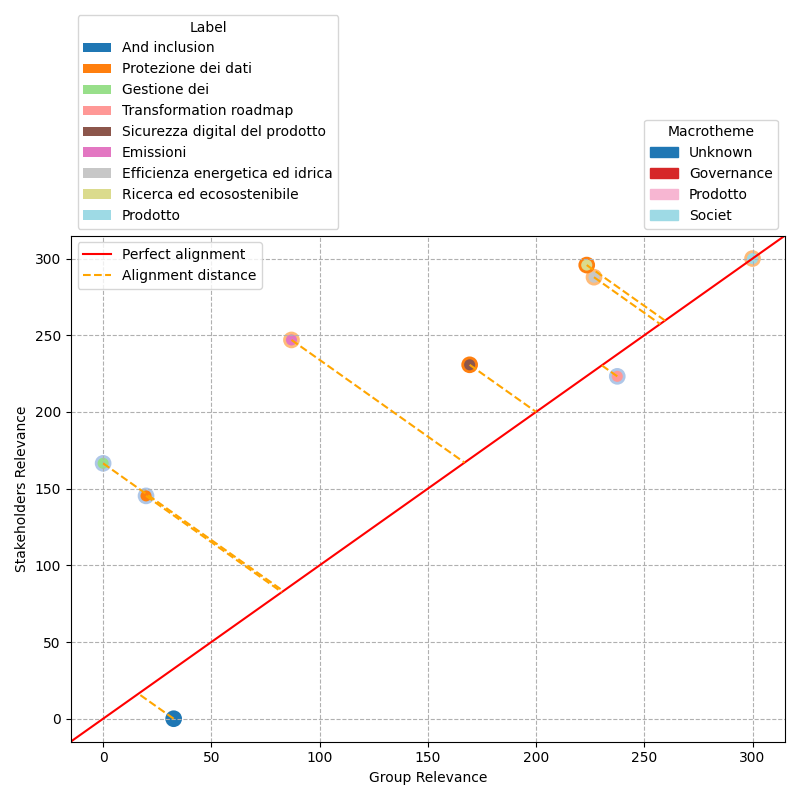 Label
And inclusion
Protezione dei dati
Gestione dei
Transformation roadmap
Sicurezza digital del prodotto
Emissioni
Efficienza energetica ed idrica
Ricerca ed ecosostenibile
Prodotto
Macrotheme
Unknown
Governance
Prodotto
Societ
Perfect alignment
Alignment distance
Stakeholders Relevance
300
250
200
150
100
50
0
0 50 100 150 200 250 300
Group Relevance